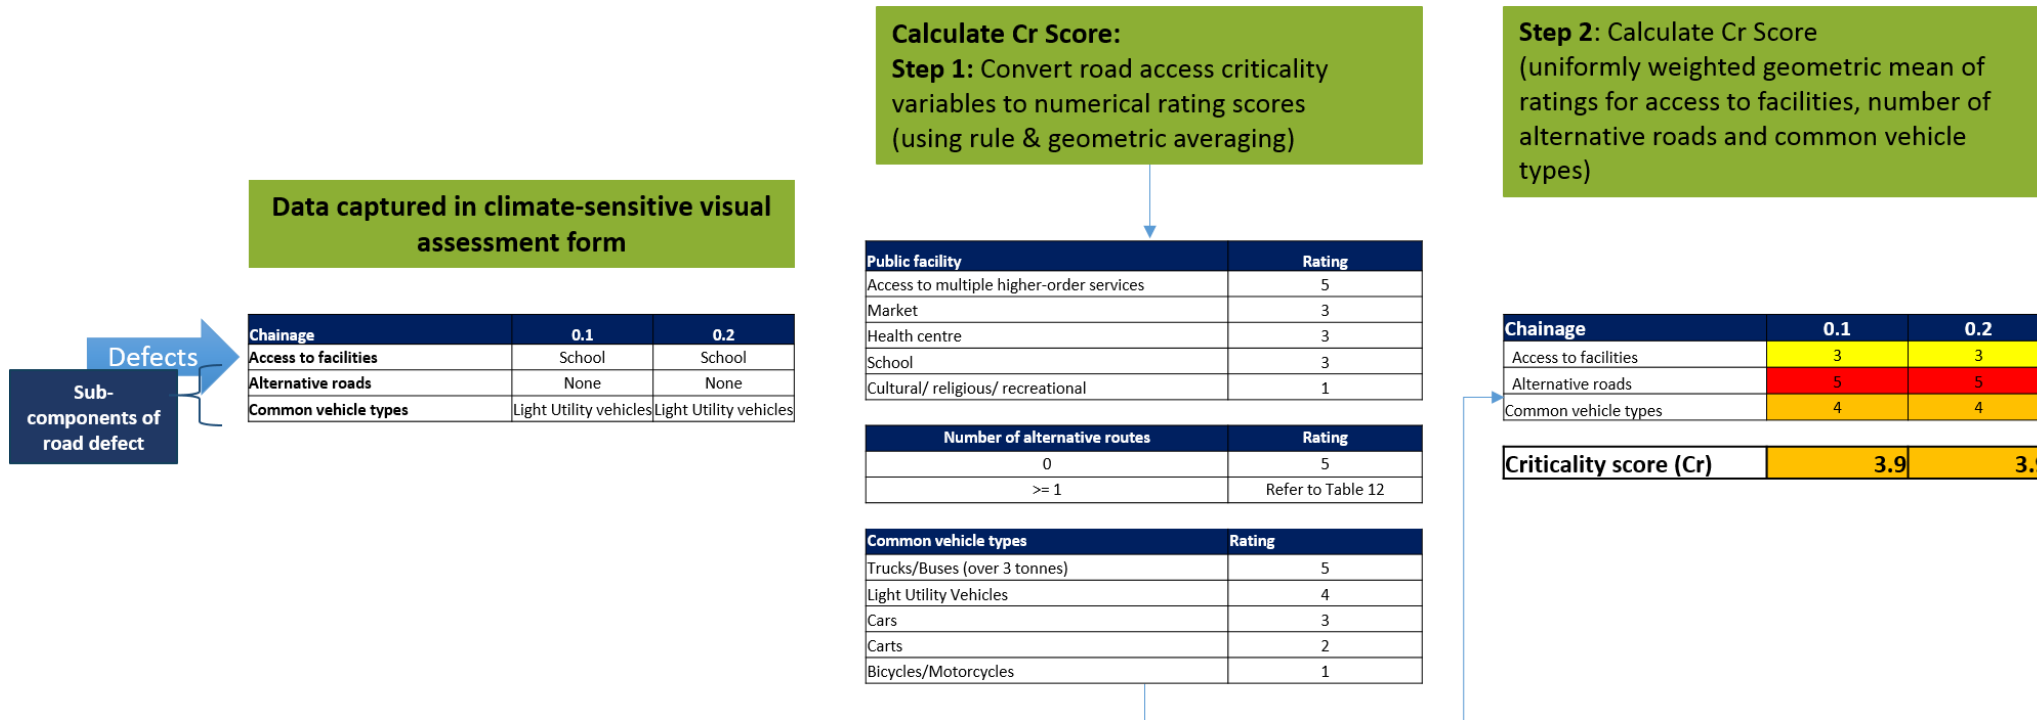 Calculate Cr Score:
Step 1: Convert road access criticality
variables to numerical rating scores
(using rule & geometric averaging)
Step 2: Calculate Cr Score
(uniformly weighted geometric mean of
ratings for access to facilities, number of
alternative roads and common vehicle
types)
Data captured in climate-sensitive visual
assessment form
Defects
Sub-
components of
road defect
Chainage 0.1 0.2
Access to facilities School School
Alternative roads None None
Common vehicle types Light Utility vehicles Light Utility vehicles
Public facility Rating
Access to multiple higher-order services 5
Market 3
Health centre 3
School 3
Cultural/ religious/ recreational 1
Number of alternative routes Rating
0 5
>= 1 Refer to Table 12
Common vehicle types Rating
Trucks/Buses (over 3 tonnes) 5
Light Utility Vehicles 4
Cars 3
Carts 2
Bicycles/Motorcycles 1
Chainage 0.1 0.2
Access to facilities 3 3
Alternative roads 5 5
Common vehicle types 4 4
Criticality score (Cr) 3.9